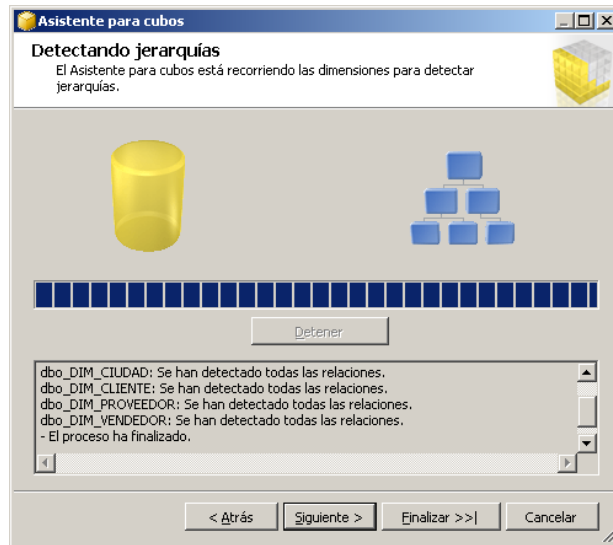 Asistente para cubos
Detectando jerarquías
El Asistente para cubos está recorriendo las dimensiones para detectar
jerarquías.
Detener
dbo_DIM_CIUDAD: Se han detectado todas las relaciones.
dbo_DIM_CLIENTE: Se han detectado todas las relaciones.
dbo_DIM_PROVEEDOR: Se han detectado todas las relaciones.
dbo_DIM_VENDEDOR: Se han detectado todas las relaciones.
- El proceso ha finalizado.
< Atrás Siguiente > Finalizar >>| Cancelar